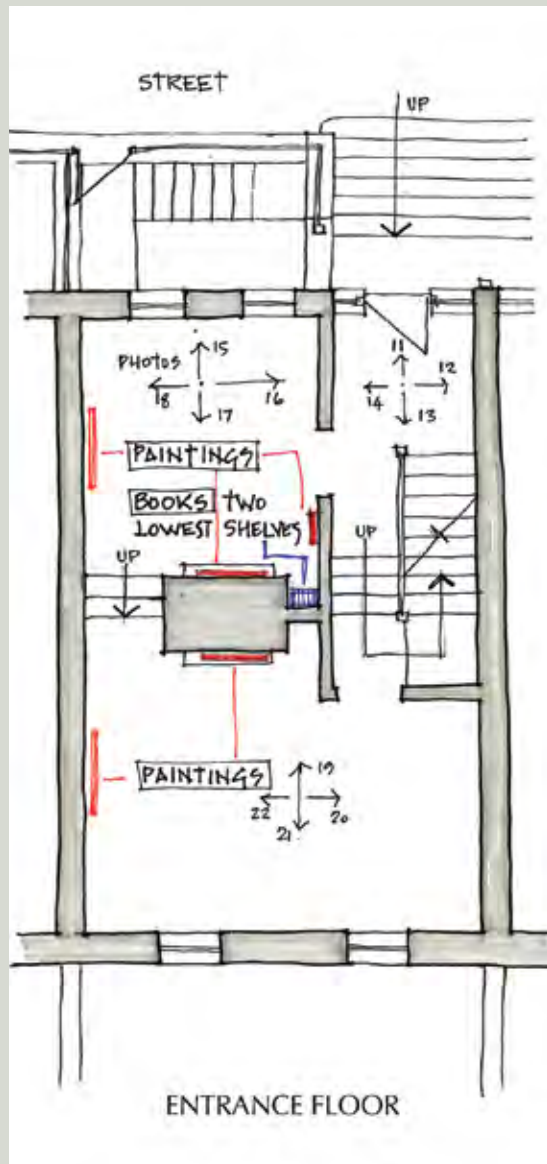 STREET
UP
PHOTOS
15
18
16
17
11
12
14
13
PAINTINGS
BOOKS TWO
LOWEST SHELVES
UP
UP
PAINTINGS
19
22
20
21
ENTRANCE FLOOR